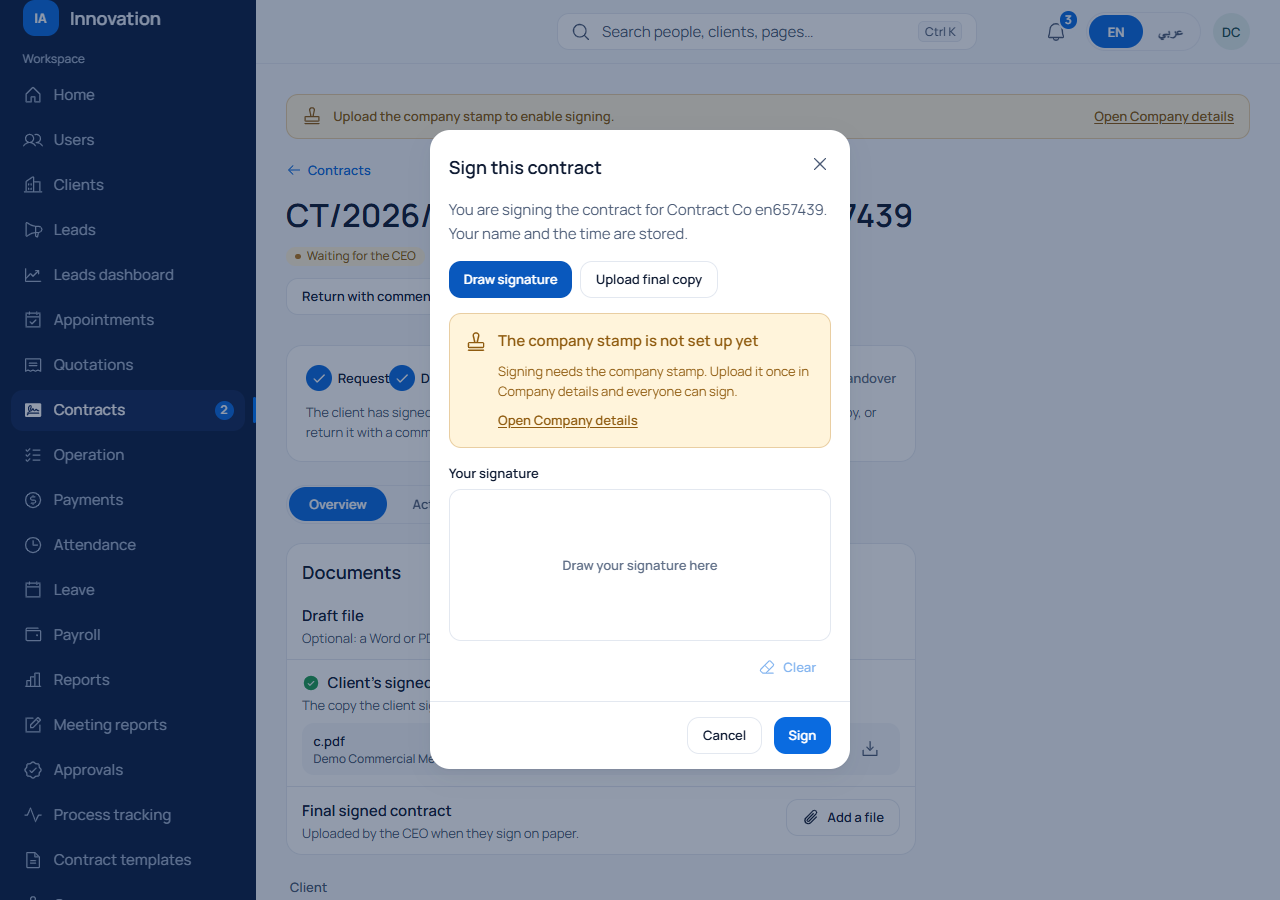 IA Innovation
Search people, clients, pages... Ctrl K
3
EN عربي
DC
Workspace
Home
Users
Clients
Leads
Leads dashboard
Appointments
Quotations
Contracts 2
Operation
Payments
Attendance
Leave
Payroll
Reports
Meeting reports
Approvals
Process tracking
Contract templates
Upload the company stamp to enable signing. Open Company details
Contracts
CT/2026/ 7439
Waiting for the CEO
Return with commen
Request
The client has signed
return it with a comm
Overview
Documents
Draft file
Optional: a Word or PD
Client's signed
The copy the client si
c.pdf
Demo Commercial Me
Final signed contract
Uploaded by the CEO when they sign on paper.
Add a file
Client
Sign this contract
You are signing the contract for Contract Co en657439.
Your name and the time are stored.
Draw signature Upload final copy
The company stamp is not set up yet
Signing needs the company stamp. Upload it once in
Company details and everyone can sign.
Open Company details
Your signature
Draw your signature here
Clear
Cancel Sign